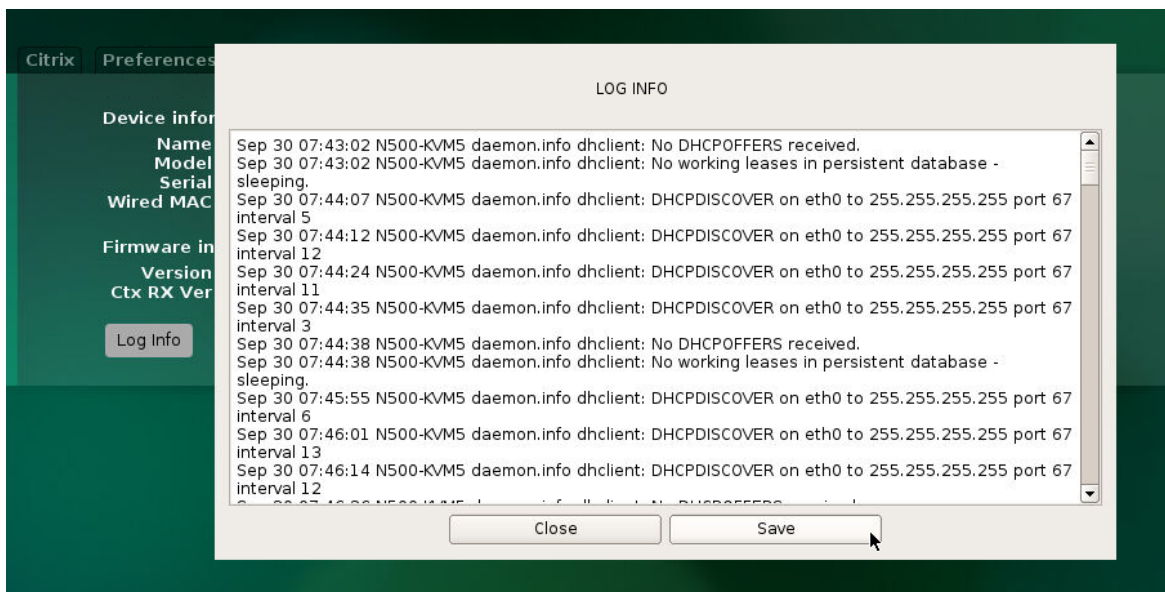 Citrix
Preferences
Device infor
Name
Model
Serial
Wired MAC
Firmware in
Version
Ctx RX Ver
Log Info
LOG INFO
Sep 30 07:43:02 N500-KVM5 daemon.info dhclient: No DHCPOFFERS received.
Sep 30 07:43:02 N500-KVM5 daemon.info dhclient: No working leases in persistent database -
sleeping.
Sep 30 07:44:07 N500-KVM5 daemon.info dhclient: DHCPDISCOVER on eth0 to 255.255.255.255 port 67
interval 5
Sep 30 07:44:12 N500-KVM5 daemon.info dhclient: DHCPDISCOVER on eth0 to 255.255.255.255 port 67
interval 12
Sep 30 07:44:24 N500-KVM5 daemon.info dhclient: DHCPDISCOVER on eth0 to 255.255.255.255 port 67
interval 11
Sep 30 07:44:35 N500-KVM5 daemon.info dhclient: DHCPDISCOVER on eth0 to 255.255.255.255 port 67
interval 3
Sep 30 07:44:38 N500-KVM5 daemon.info dhclient: No DHCPOFFERS received.
Sep 30 07:44:38 N500-KVM5 daemon.info dhclient: No working leases in persistent database -
sleeping.
Sep 30 07:45:55 N500-KVM5 daemon.info dhclient: DHCPDISCOVER on eth0 to 255.255.255.255 port 67
interval 6
Sep 30 07:46:01 N500-KVM5 daemon.info dhclient: DHCPDISCOVER on eth0 to 255.255.255.255 port 67
interval 13
Sep 30 07:46:14 N500-KVM5 daemon.info dhclient: DHCPDISCOVER on eth0 to 255.255.255.255 port 67
interval 12
Close
Save